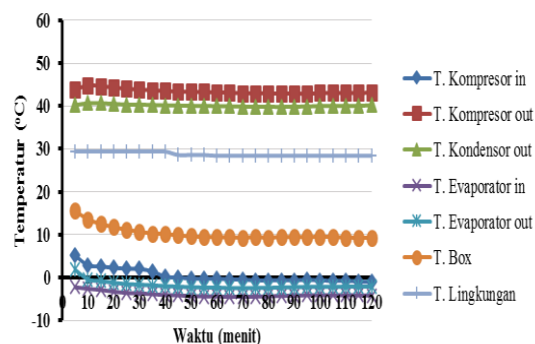 Temperatur (°C)
60
50
40
30
20
10
0
-10
0 10 20 30 40 50 60 70 80 90 100 110 120
Waktu (menit)
T. Kompresor in
T. Kompresor out
T. Kondensor out
T. Evaporator in
T. Evaporator out
T. Box
T. Lingkungan